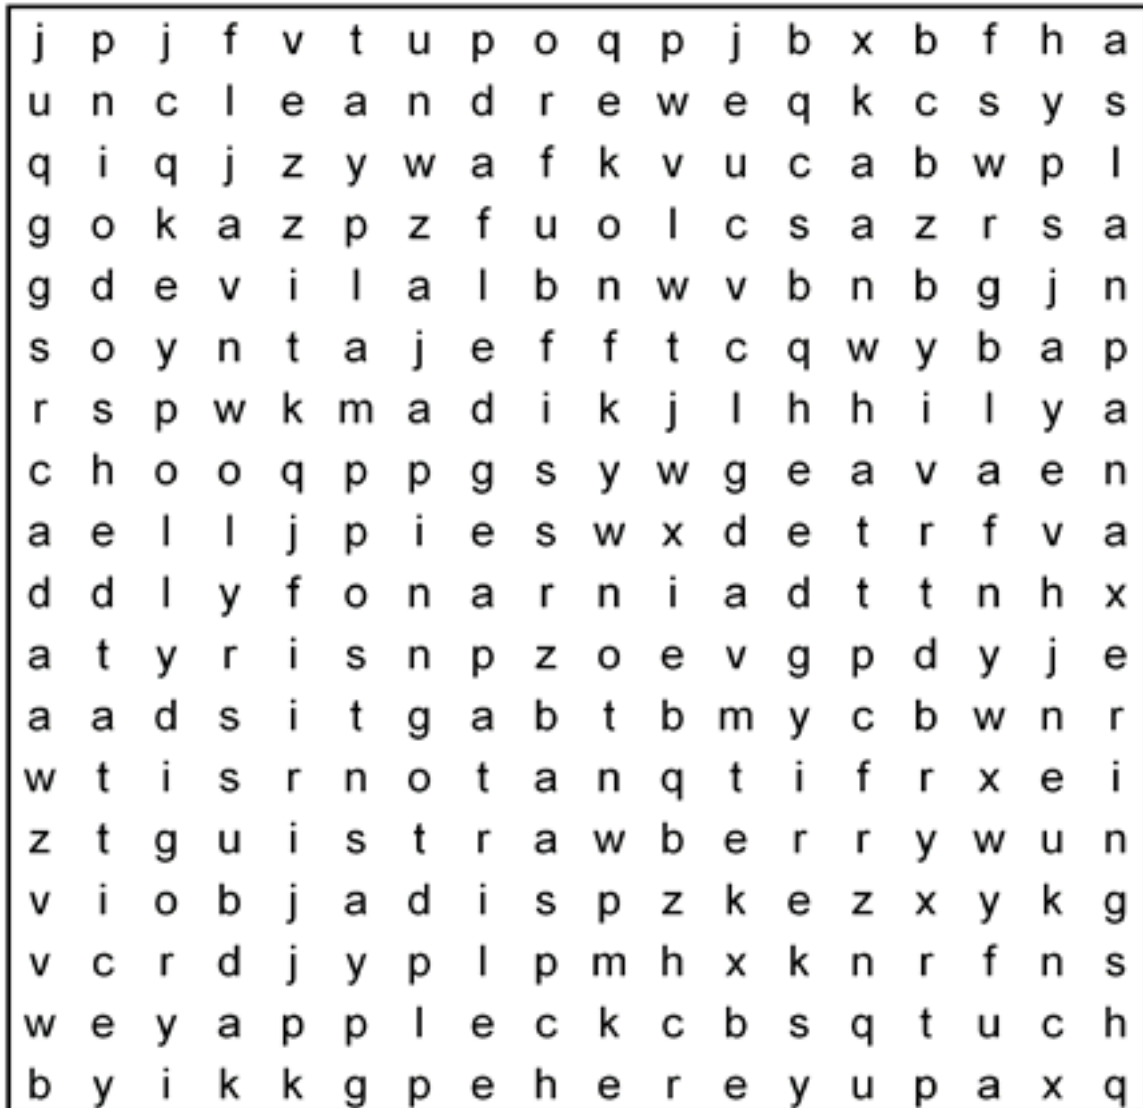 j p j f v t u p o q p j b x b f h a
u n c l e a n d r e w e q k c s y s
q i q j z y w a f k v u c a b w p l
g o k a z p z f u o l c s a z r s a
g d e v i l a l b n w v b n b g j n
s o y n t a j e f f t c q w y b a p
r s p w k m a d i k j l h h i l y a
c h o o q p p g s y w g e a v a e n
a e l l j p i e s w x d e t r f v a
d d l y f o n a r n i a d t t n h x
a t y r i s n p z o e v g p d y j e
a a d s i t g a b t b m y c b w n r
w t i s r n o t a n q t i f r x e i
z t g u i s t r a w b e r r y w u n
v i o b j a d i s p z k e z x y k g
v c r d j y p l p m h x k n r f n s
w e y a p p l e c k c b s q t u c h
b y i k k g p e h e r e y u p a x q